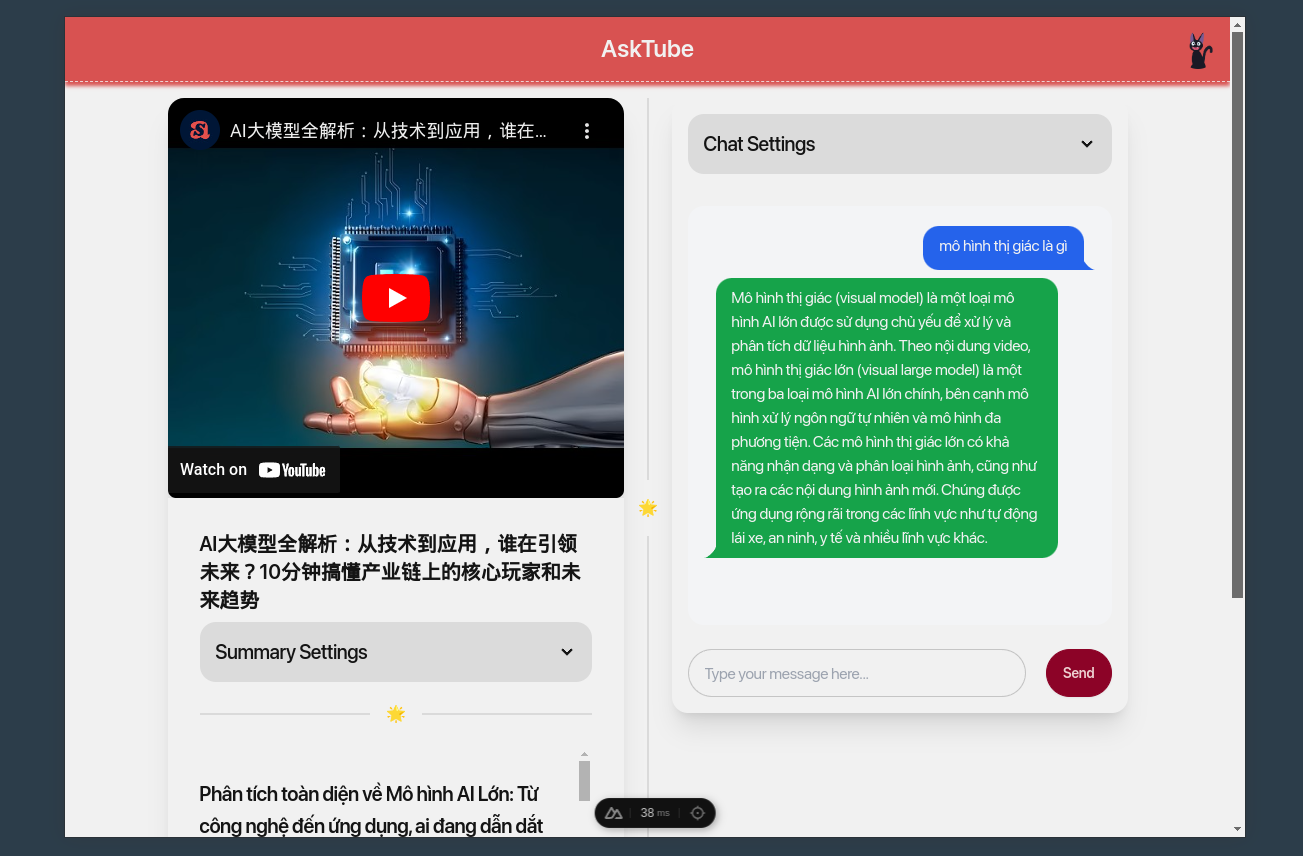 AskTube
AI大模型全解析：从技术到应用，谁在...
Watch on YouTube
AI大模型全解析：从技术到应用，谁在引领
未来？10分钟搞懂产业链上的核心玩家和未
来趋势
Summary Settings
Phân tích toàn diện về Mô hình AI Lớn: Từ
công nghệ đến ứng dụng, ai đang dẫn dắt
Chat Settings
mô hình thị giác là gì
Mô hình thị giác (visual model) là một loại mô
hình AI lớn được sử dụng chủ yếu để xử lý và
phân tích dữ liệu hình ảnh. Theo nội dung video,
mô hình thị giác lớn (visual large model) là một
trong ba loại mô hình AI lớn chính, bên cạnh mô
hình xử lý ngôn ngữ tự nhiên và mô hình đa
phương tiện. Các mô hình thị giác lớn có khả
năng nhận dạng và phân loại hình ảnh, cũng như
tạo ra các nội dung hình ảnh mới. Chúng được
ứng dụng rộng rãi trong các lĩnh vực như tự động
lái xe, an ninh, y tế và nhiều lĩnh vực khác.
Type your message here...
Send
38 ms